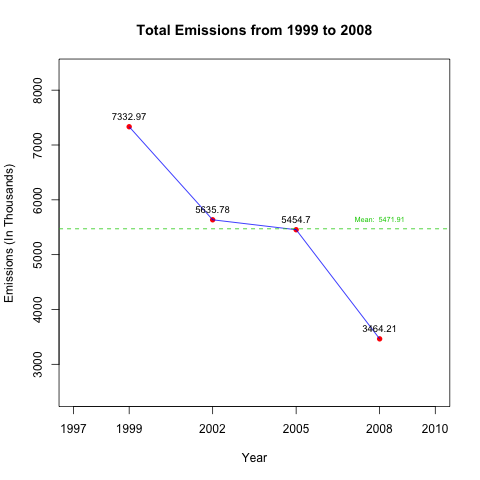 Total Emissions from 1999 to 2008
Emissions (In Thousands)
8000
7000
6000
5000
4000
3000
7332.97
5635.78
5454.7
Mean: 5471.91
3464.21
1997 1999 2002 2005 2008 2010
Year